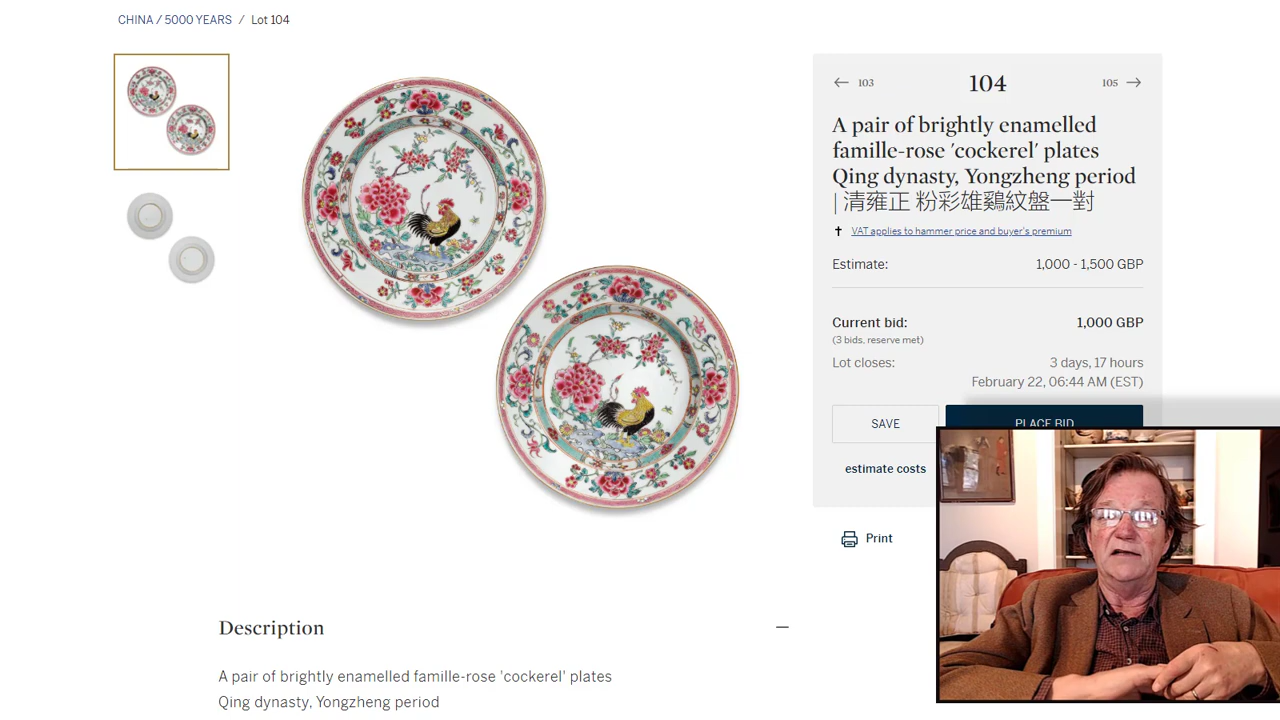 CHINA / 5000 YEARS / Lot 104
← 103 104 105 →
A pair of brightly enamelled
famille-rose 'cockerel' plates
Qing dynasty, Yongzheng period
| 清雍正 粉彩雄鷄紋盤一對
† VAT applies to hammer price and buyer's premium
Estimate: 1,000 - 1,500 GBP
Current bid: 1,000 GBP
(3 bids, reserve met)
Lot closes: 3 days, 17 hours
February 22, 06:44 AM (EST)
SAVE PLACE BID
estimate costs
Print
Description
A pair of brightly enamelled famille-rose 'cockerel' plates
Qing dynasty, Yongzheng period